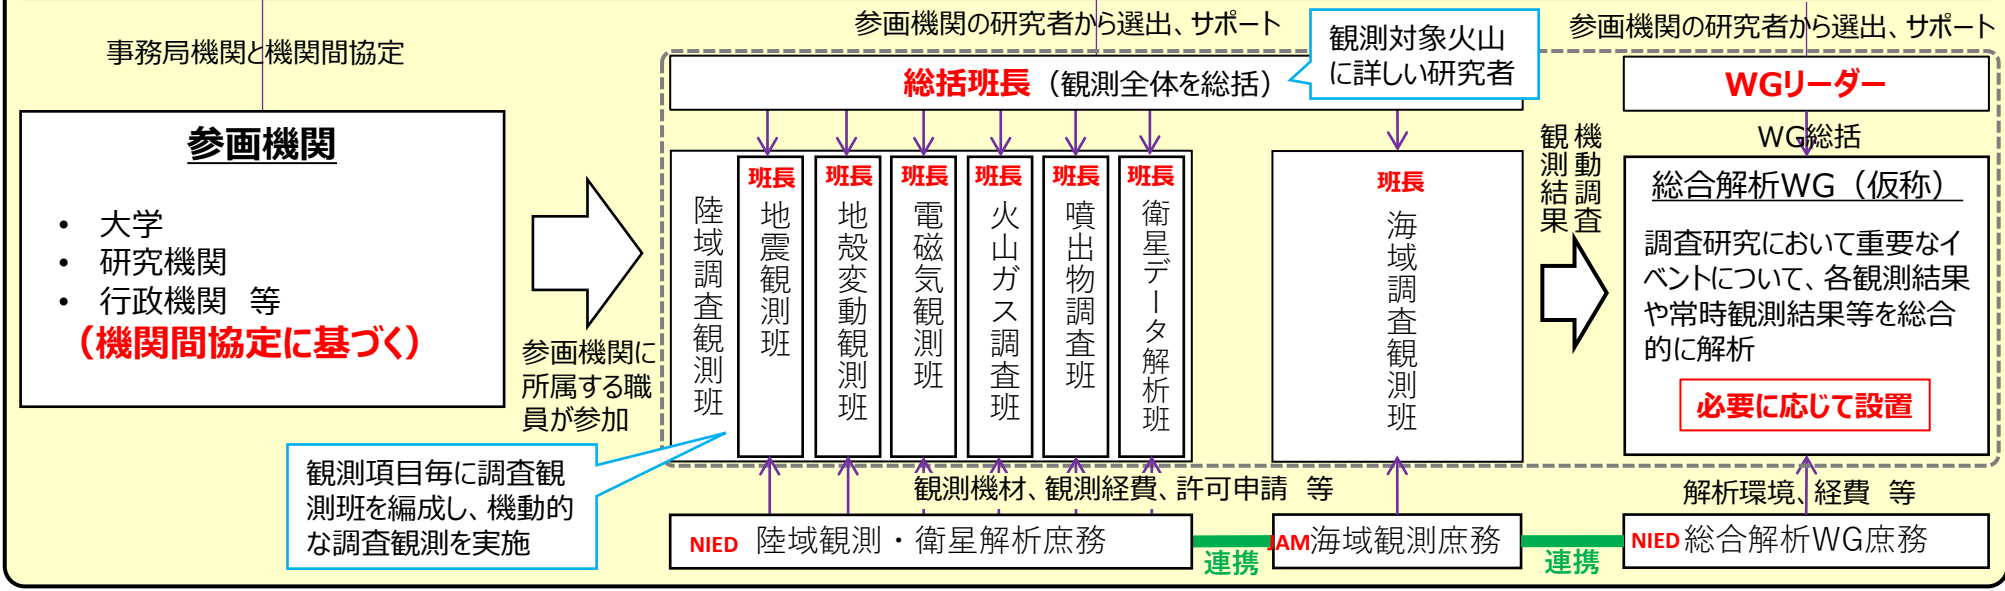 参画機関の研究者から選出、サポート
参画機関の研究者から選出、サポート
事務局機関と機関間協定
観測対象火山
に詳しい研究者
総括班長（観測全体を総括）
WGリーダー
参画機関
・ 大学
・ 研究機関
・ 行政機関 等
（機関間協定に基づく）
参画機関に
所属する職
員が参加
陸域調査観測班
班長
地震観測班
班長
地殻変動観測班
班長
電磁気観測班
班長
火山ガス調査班
班長
噴出物調査班
班長
衛星データ解析班
班長
海域調査観測班
機動調査
観測結果
WG総括
総合解析WG（仮称）
調査研究において重要なイ
ベントについて、各観測結果
や常時観測結果等を総合
的に解析
必要に応じて設置
観測項目毎に調査観
測班を編成し、機動的
な調査観測を実施
観測機材、観測経費、許可申請 等
解析環境、経費 等
NIED 陸域観測・衛星解析庶務
連携
JAM海域観測庶務
連携
NIED総合解析WG庶務